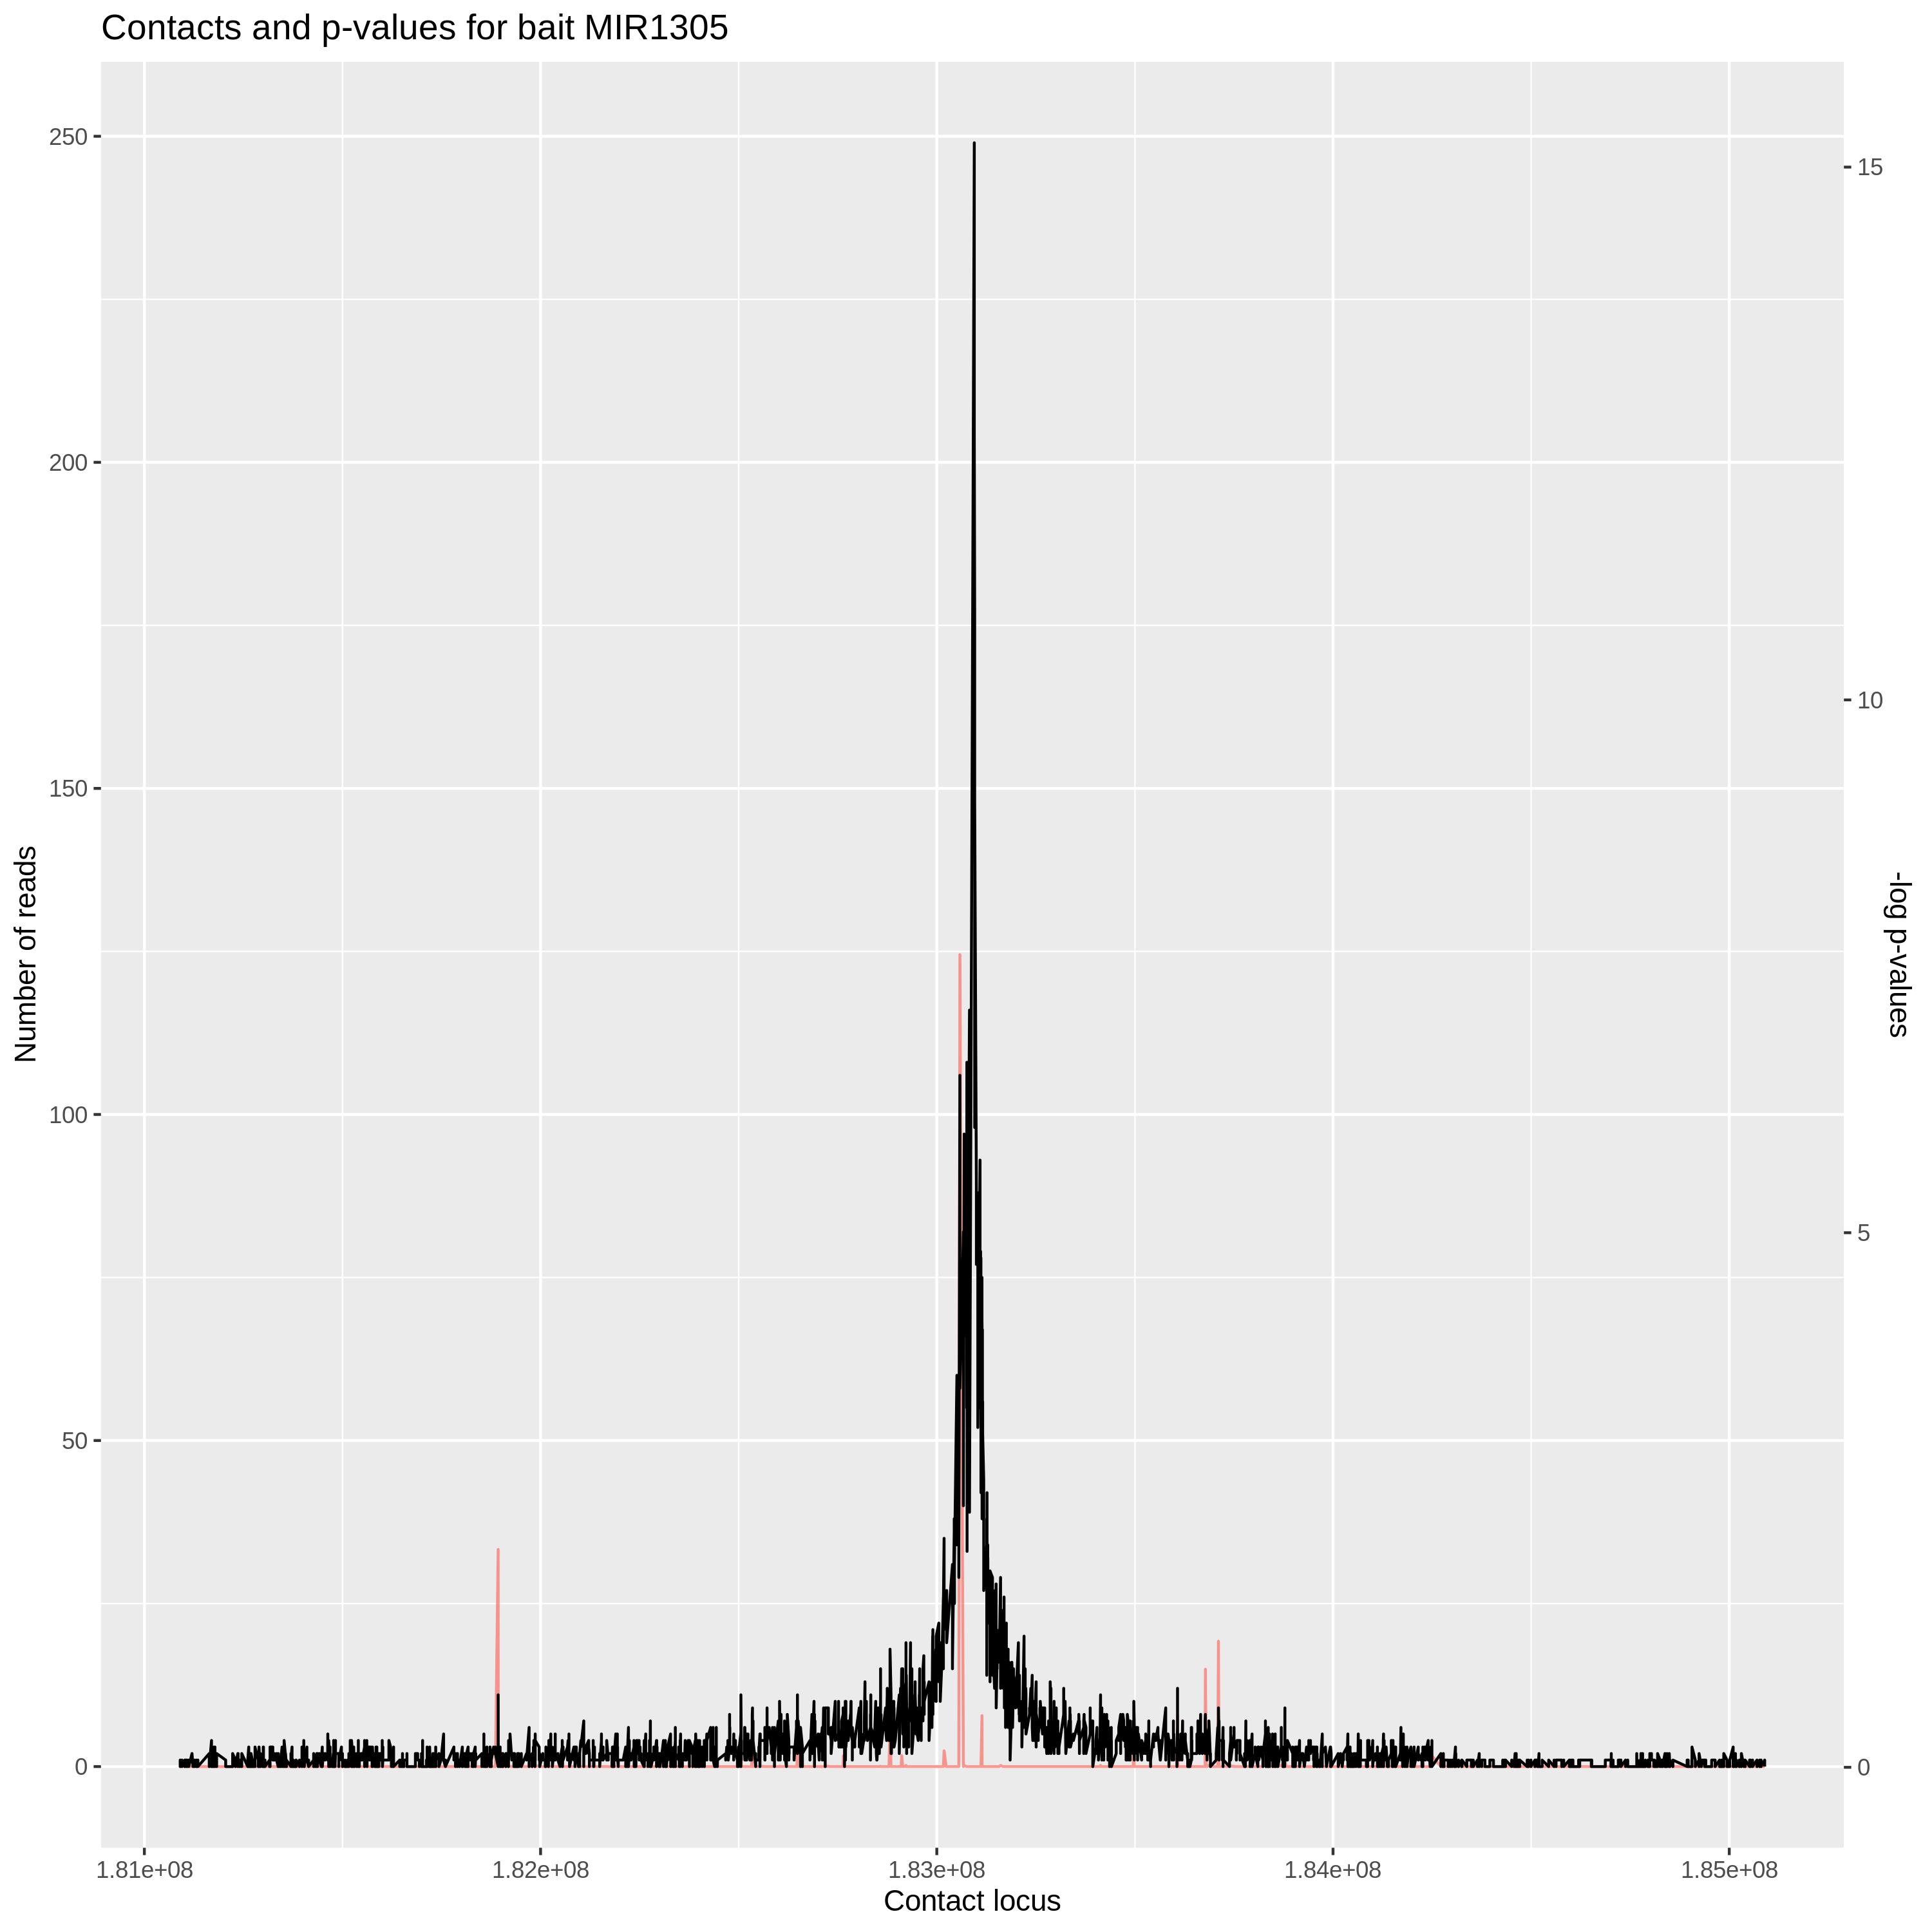 Contacts and p-values for bait MIR1305
250
200
150
100
50
0
Number of reads
15
10
5
0
-log p-values
1.81e+08
1.82e+08
1.83e+08
1.84e+08
1.85e+08
Contact locus